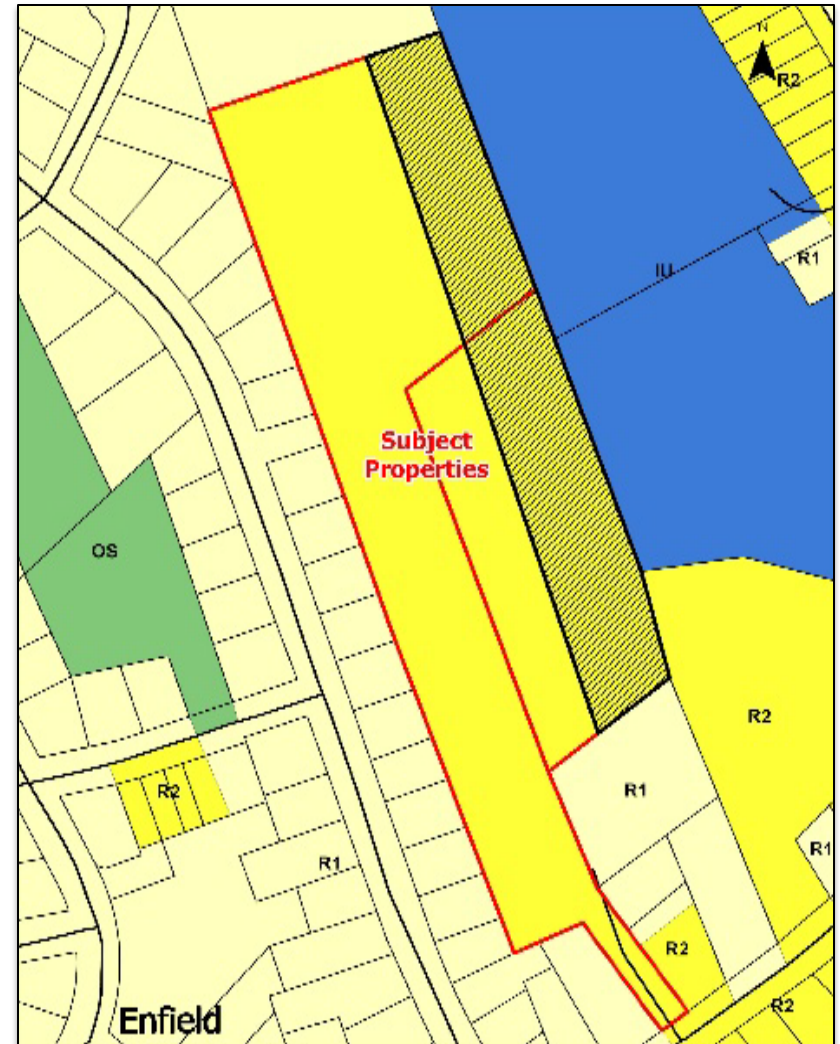 N
R2
R1
IU
Subject
Properties
OS
R2
R2
R1
R1
R1
R2
R2
Enfield